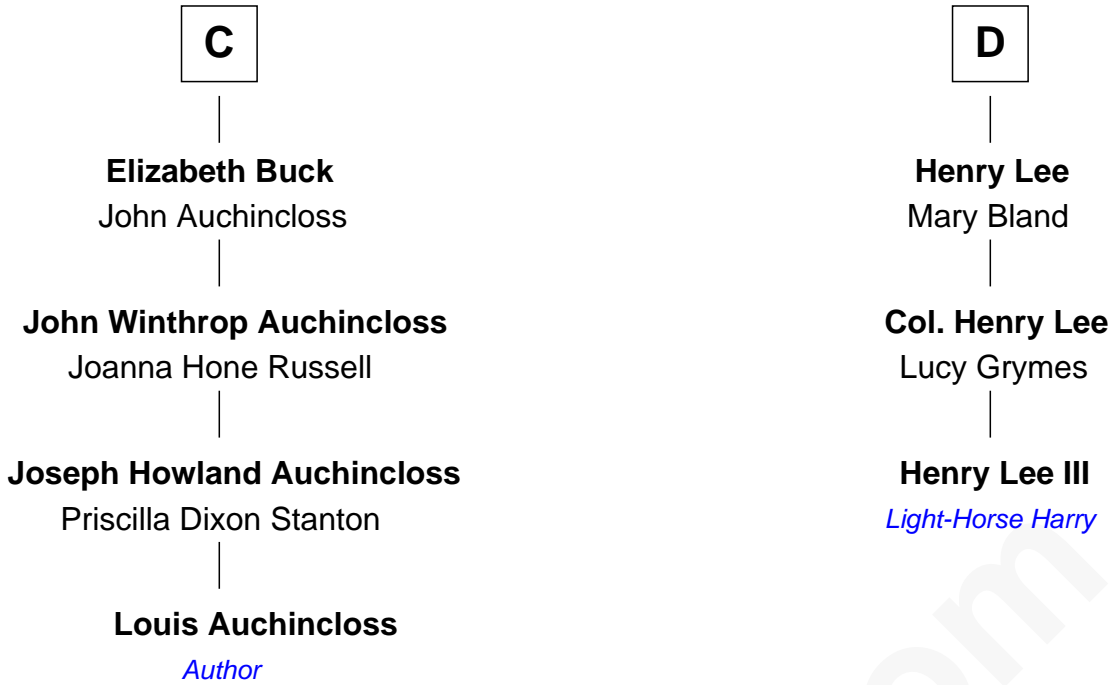 C
Elizabeth Buck
John Auchincloss
John Winthrop Auchincloss
Joanna Hone Russell
Joseph Howland Auchincloss
Priscilla Dixon Stanton
Louis Auchincloss
Author
D
Henry Lee
Mary Bland
Col. Henry Lee
Lucy Grymes
Henry Lee III
Light-Horse Harry
om